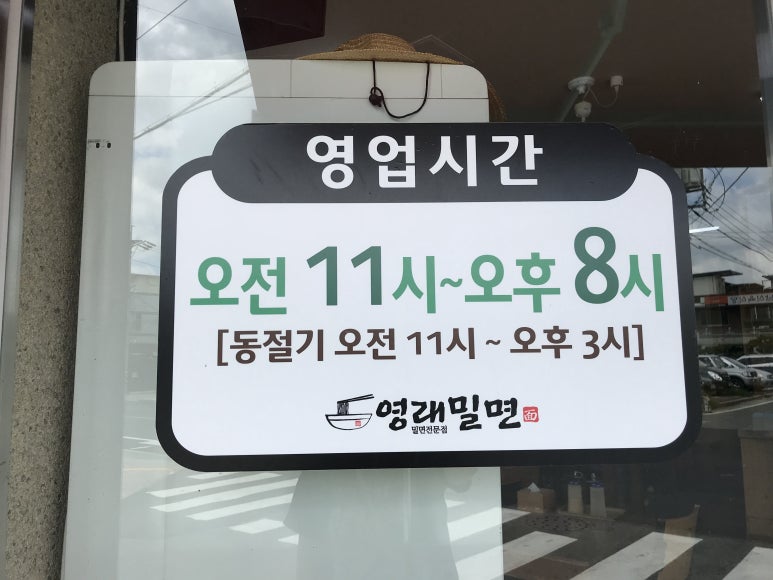 영업시간
오전 11시~오후 8시
[동절기 오전 11시 ~ 오후 3시]
영래밀면 面
밀면전문점